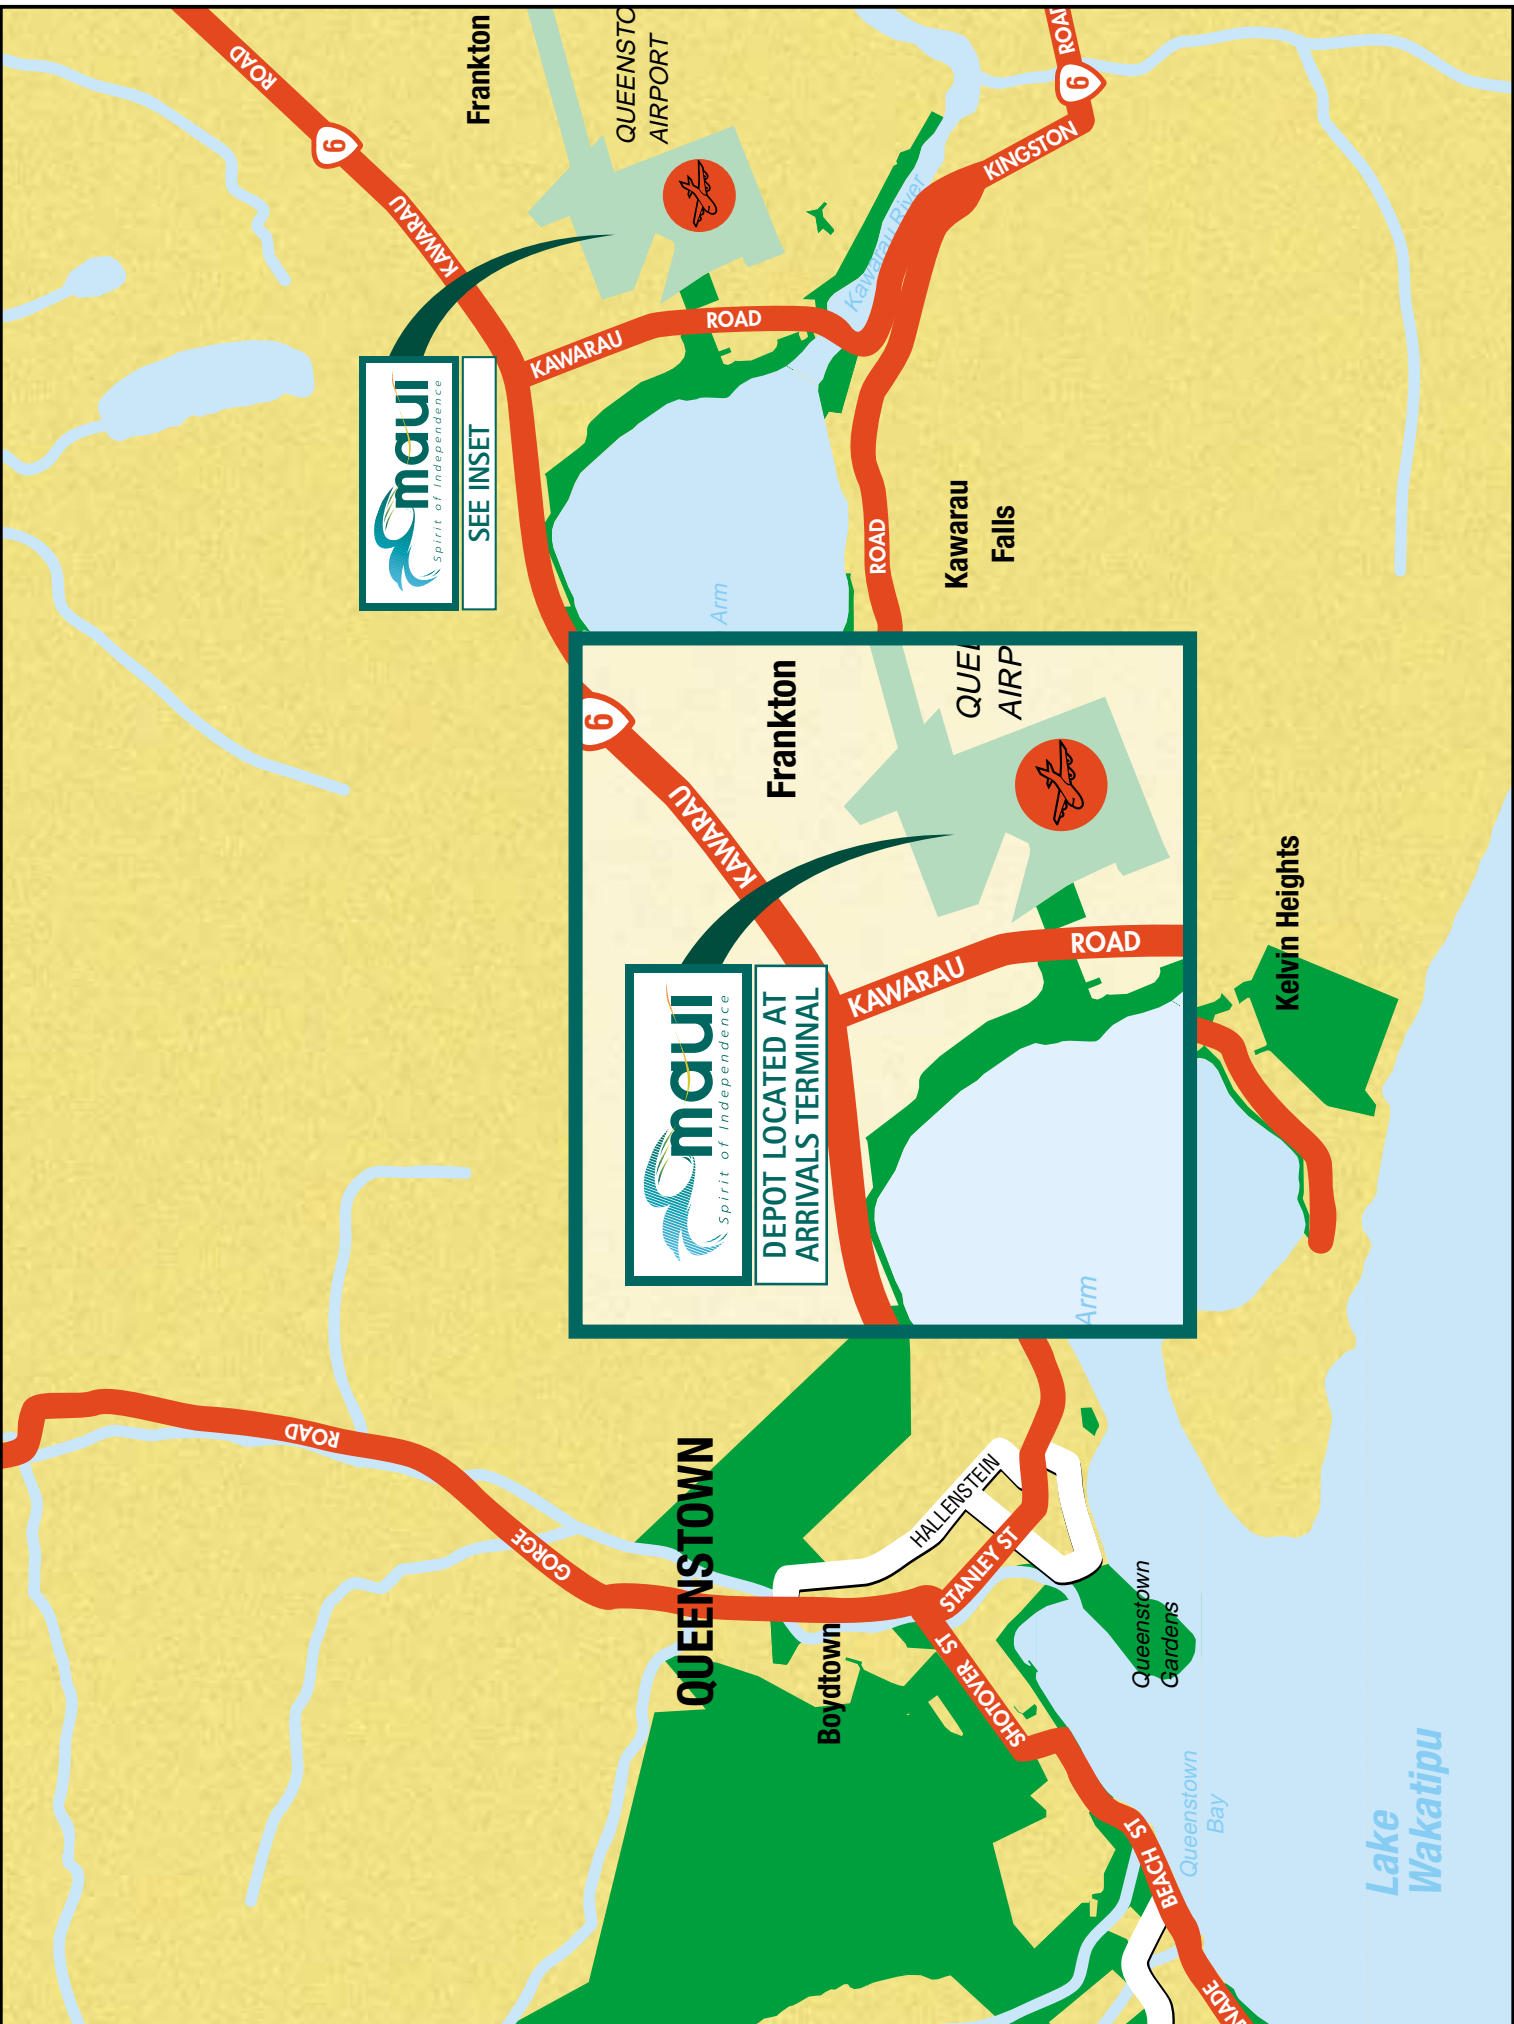 ROAD
6
KAWARAU
Frankton
QUEENSTO
AIRPORT
ROA
6
KINGSTON
Kawarau River
KAWARAU
ROAD
maui
Spirit of Independence
SEE INSET
Arm
ROAD
Kawarau
Falls
6
KAWARAU
Frankton
QUEE
AIRP
KAWARAU
ROAD
maui
Spirit of Independence
DEPOT LOCATED AT
ARRIVALS TERMINAL
Arm
Kelvin Heights
ROAD
GORGE
QUEENSTOWN
HALLENSTEIN
STANLEY ST
Boydtown
SHOTOVER ST
Queenstown
Gardens
BEACH ST
Queenstown
Bay
Lake
Wakatipu
NADE